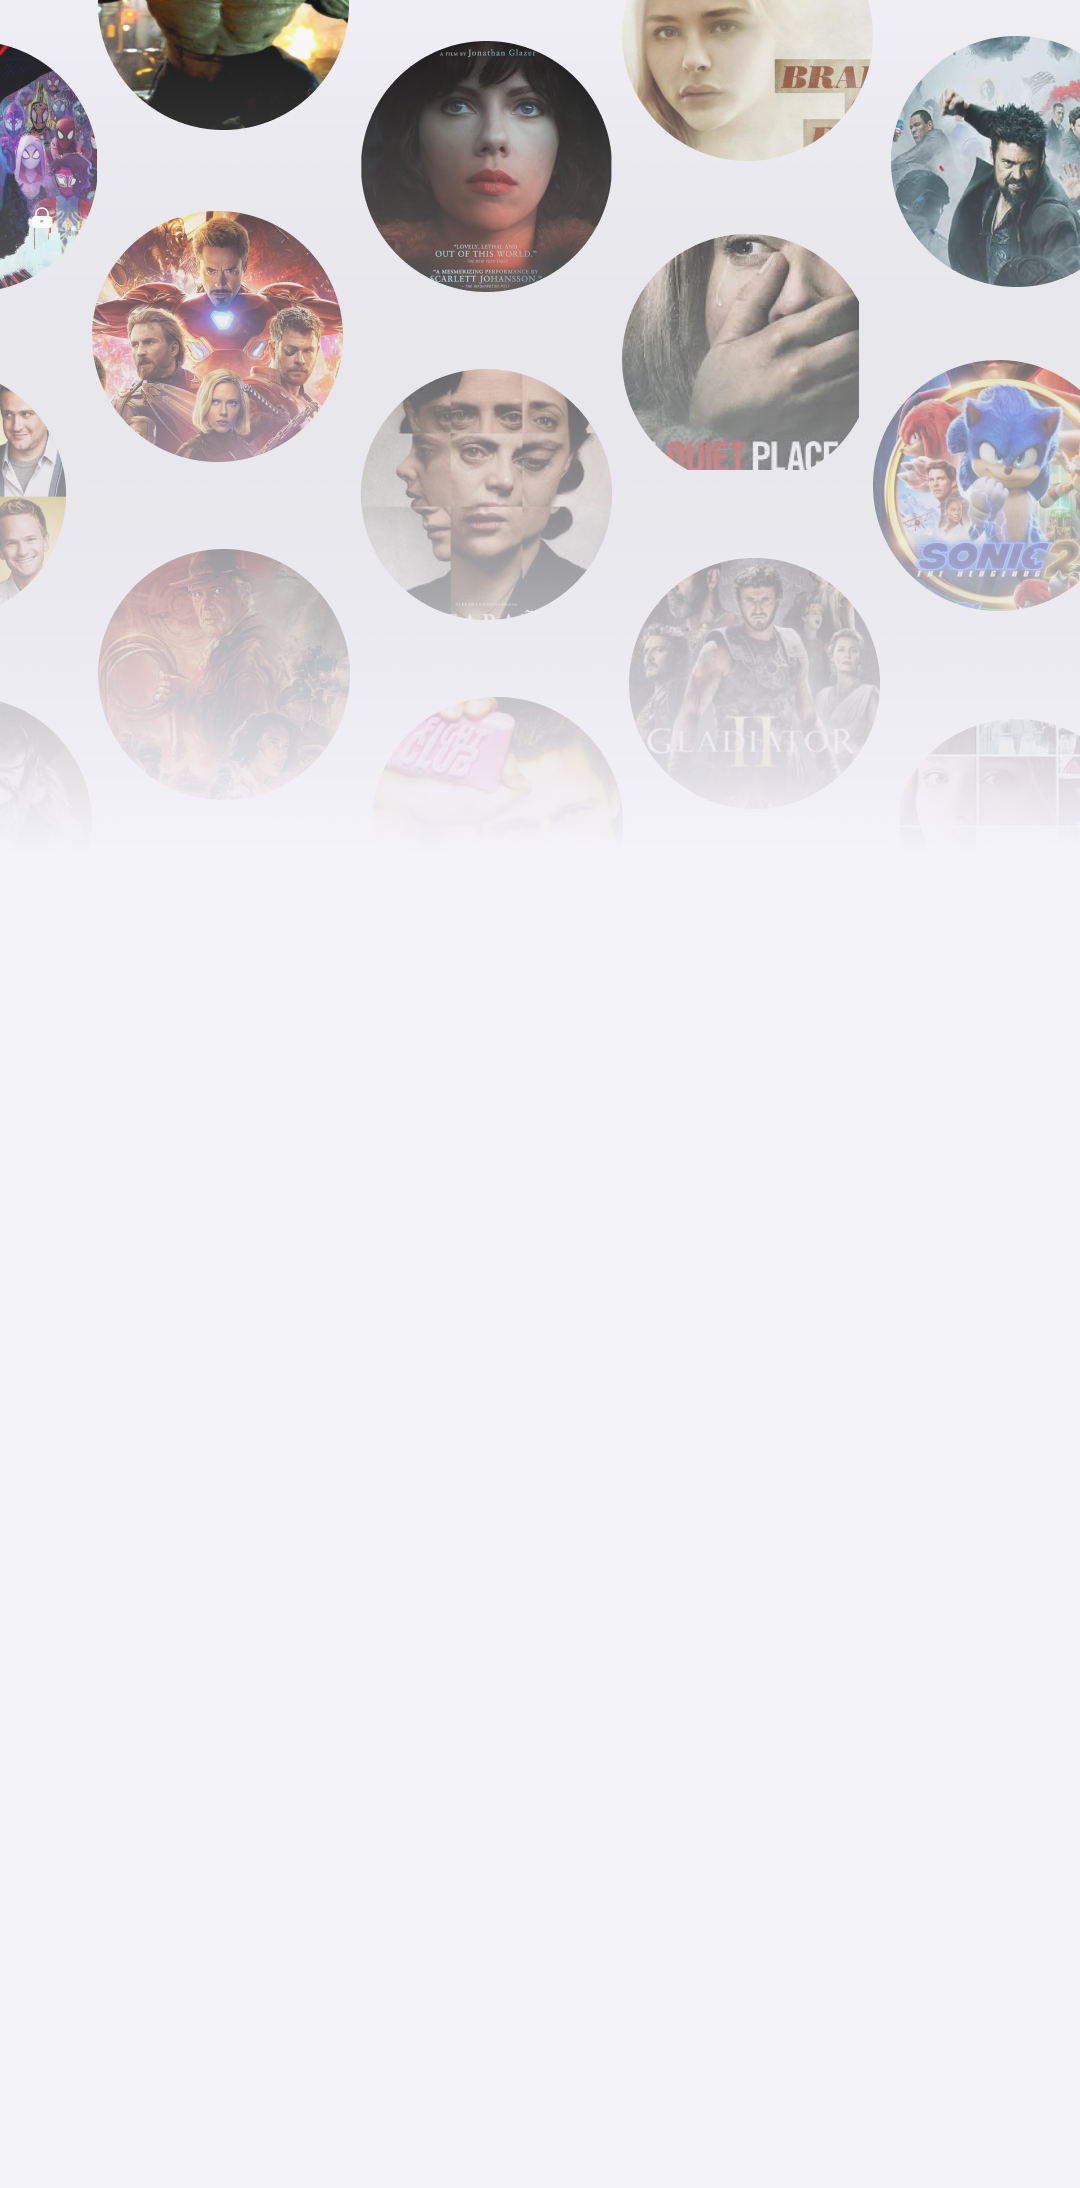 A FILM BY Jonathan Glazer
BRA
"LOVELY, LETHAL AND
OUT OF THIS WORLD."
"A MESMERIZING PERFORMANCE BY
SCARLETT JOHANSSON."
QUIET PLACE
SONIC 2
THE HEDGEHOG
FIGHT
CLUB
II
GLADIATOR